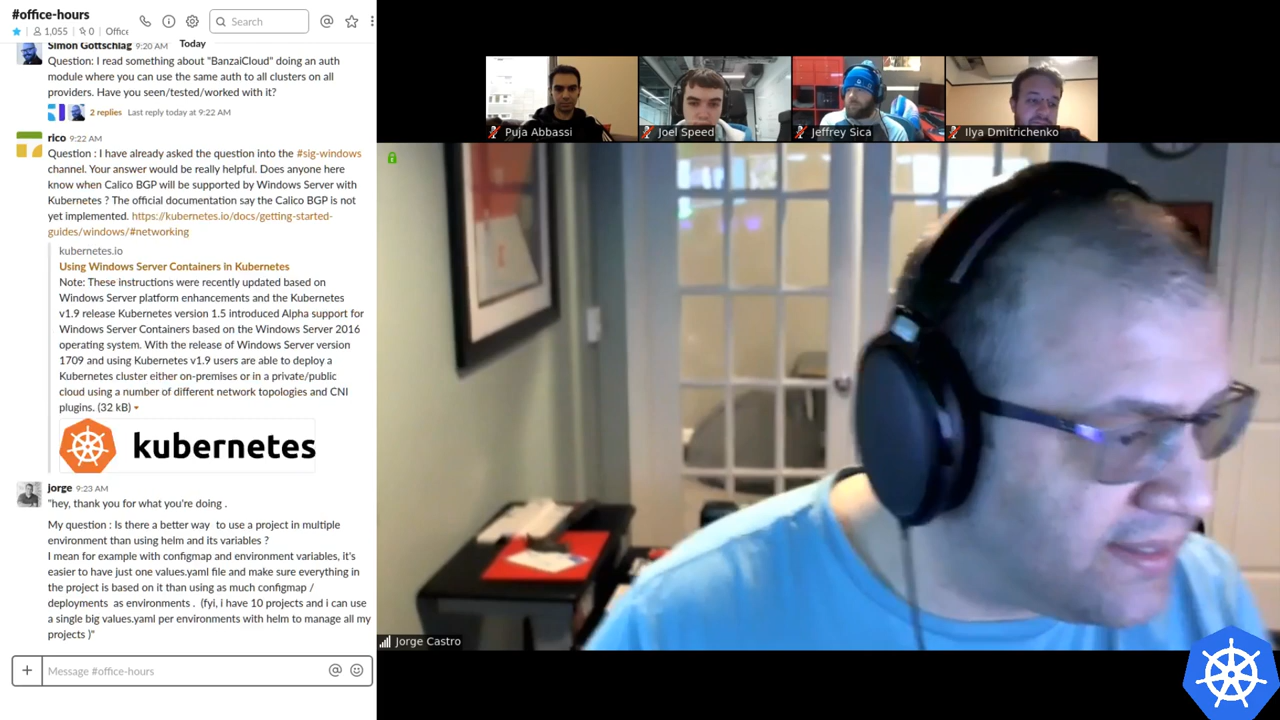 #office-hours
1,055
0
Office
Search
Today
Simon Gottschlag 9:20 AM
Question: I read something about "BanzaiCloud" doing an auth
module where you can use the same auth to all clusters on all
providers. Have you seen/tested/worked with it?
2 replies Last reply today at 9:22 AM
rico 9:22 AM
Question : I have already asked the question into the #sig-windows
channel. Your answer would be really helpful. Does anyone here
know when Calico BGP will be supported by Windows Server with
Kubernetes ? The official documentation say the Calico BGP is not
yet implemented. https://kubernetes.io/docs/getting-started-
guides/windows/#networking
kubernetes.io
Using Windows Server Containers in Kubernetes
Note: These instructions were recently updated based on
Windows Server platform enhancements and the Kubernetes
v1.9 release Kubernetes version 1.5 introduced Alpha support for
Windows Server Containers based on the Windows Server 2016
operating system. With the release of Windows Server version
1709 and using Kubernetes v1.9 users are able to deploy a
Kubernetes cluster either on-premises or in a private/public
cloud using a number of different network topologies and CNI
plugins. (32 kB)
kubernetes
jorge 9:23 AM
"hey, thank you for what you're doing .
My question : Is there a better way to use a project in multiple
environment than using helm and its variables ?
I mean for example with configmap and environment variables, it's
easier to have just one values.yaml file and make sure everything in
the project is based on it than using as much configmap /
deployments as environments . (fyi, i have 10 projects and i can use
a single big values.yaml per environments with helm to manage all my
projects )"
Message #office-hours
Puja Abbassi
Joel Speed
Jeffrey Sica
Ilya Dmitrichenko
Jorge Castro